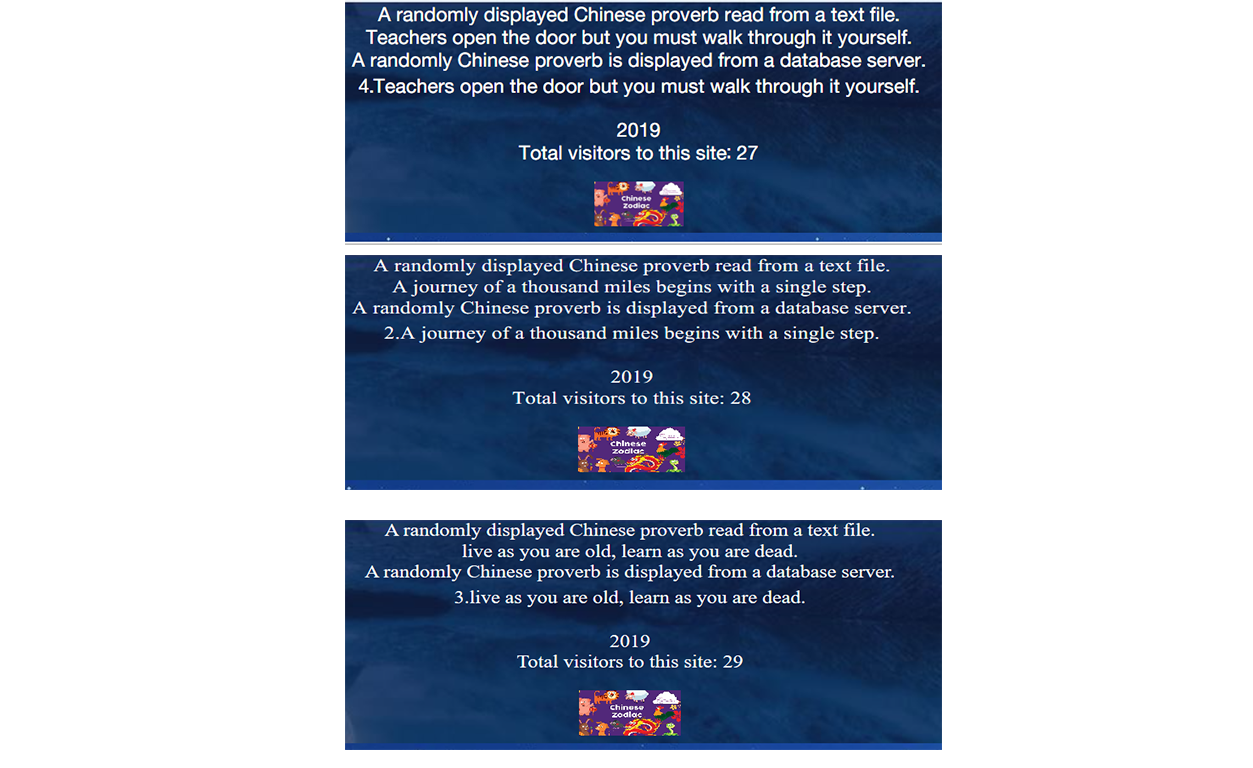 A randomly displayed Chinese proverb read from a text file.
Teachers open the door but you must walk through it yourself.
A randomly Chinese proverb is displayed from a database server.
4.Teachers open the door but you must walk through it yourself.
2019
Total visitors to this site: 27
Chinese
Zodiac
A randomly displayed Chinese proverb read from a text file.
A journey of a thousand miles begins with a single step.
A randomly Chinese proverb is displayed from a database server.
2.A journey of a thousand miles begins with a single step.
2019
Total visitors to this site: 28
Chinese
Zodiac
A randomly displayed Chinese proverb read from a text file.
live as you are old, learn as you are dead.
A randomly Chinese proverb is displayed from a database server.
3.live as you are old, learn as you are dead.
2019
Total visitors to this site: 29
Chinese
Zodiac